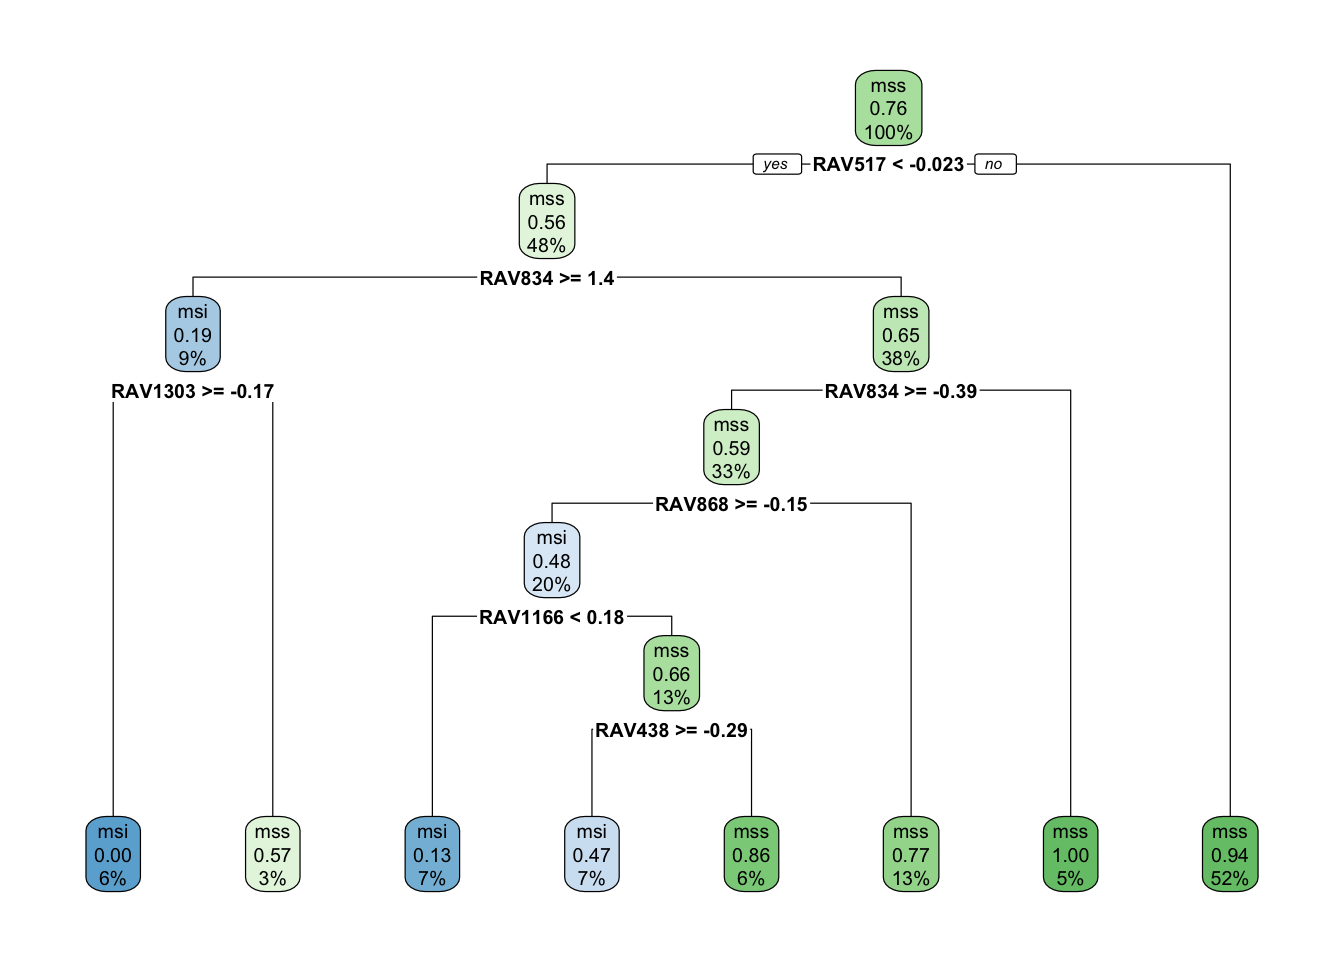 mss
0.76
100%
yes RAV517 < -0.023 no
mss
0.56
48%
RAV834 >= 1.4
msi
0.19
9%
mss
0.65
38%
RAV1303 >= -0.17
RAV834 >= -0.39
mss
0.59
33%
RAV868 >= -0.15
msi
0.48
20%
RAV1166 < 0.18
mss
0.66
13%
RAV438 >= -0.29
msi
0.00
6%
mss
0.57
3%
msi
0.13
7%
msi
0.47
7%
mss
0.86
6%
mss
0.77
13%
mss
1.00
5%
mss
0.94
52%